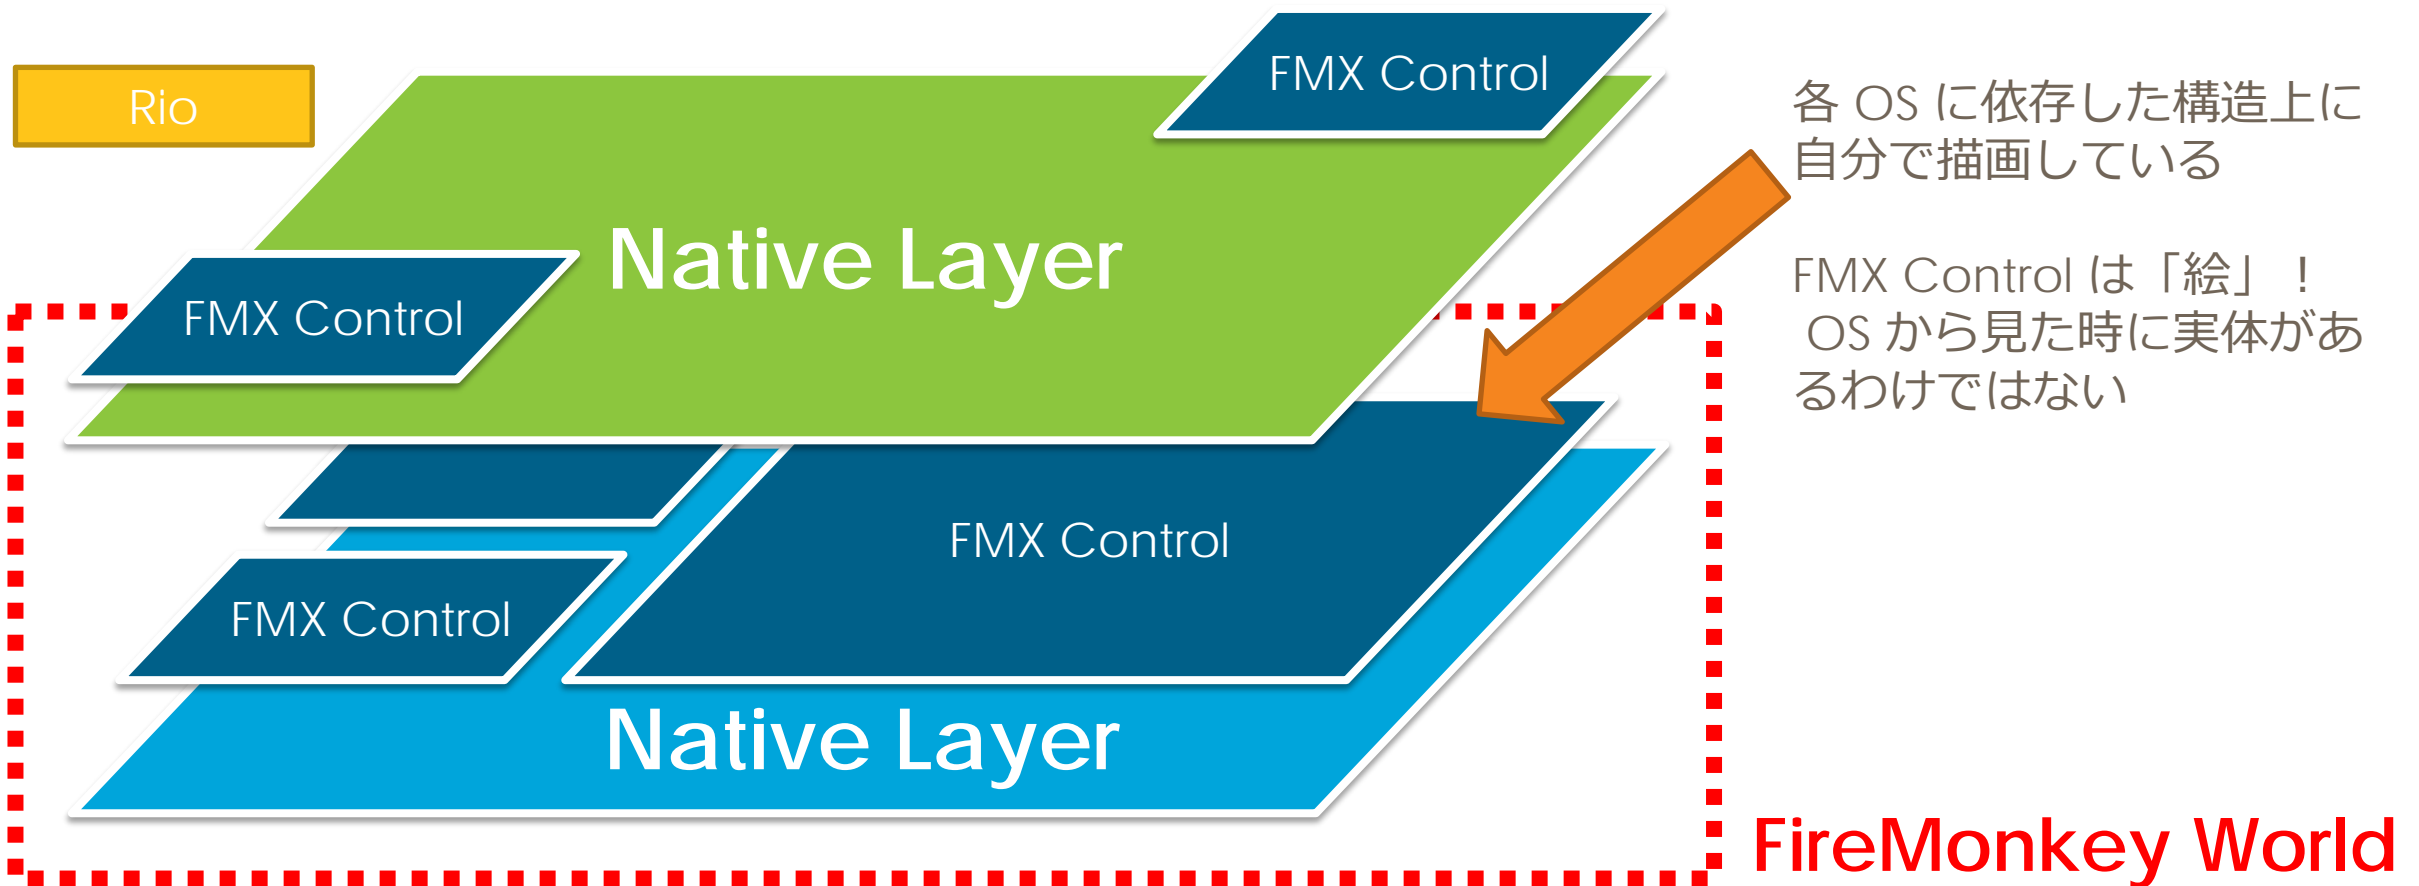 Rio
FMX Control
Native Layer
FMX Control
FMX Control
FMX Control
Native Layer
各 OS に依存した構造上に
自分で描画している
FMX Control は「絵」！
OS から見た時に実体があ
るわけではない
FireMonkey World